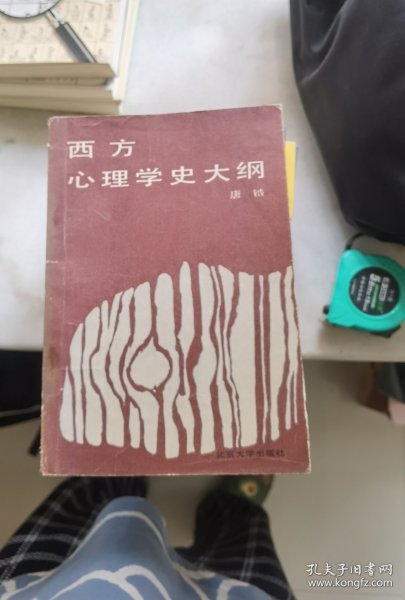 西方
心理学史大纲
唐钺
北京大学出版社
孔夫子旧书网
www.kongfz.com